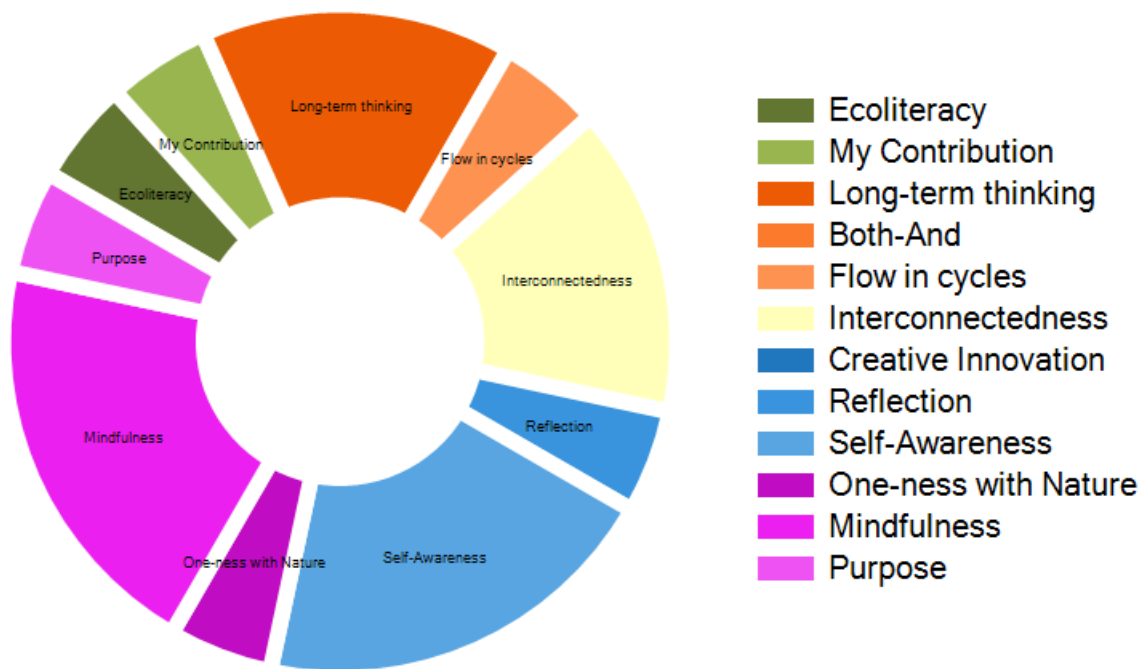 Long-term thinking
My Contribution
Flow in cycles
Ecoliteracy
Purpose
Interconnectedness
Reflection
Mindfulness
One-ness with Nature
Self-Awareness
Ecoliteracy
My Contribution
Long-term thinking
Both-And
Flow in cycles
Interconnectedness
Creative Innovation
Reflection
Self-Awareness
One-ness with Nature
Mindfulness
Purpose